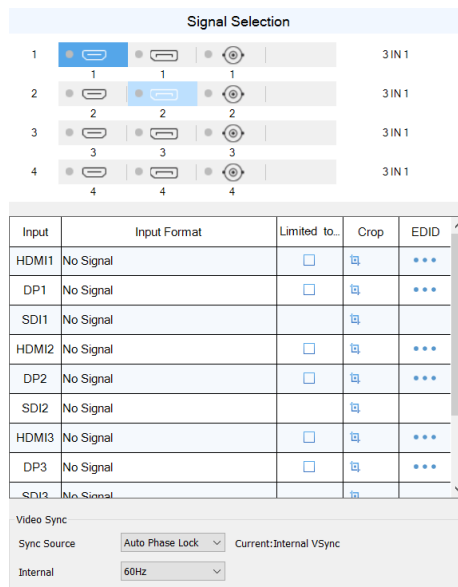 Signal Selection
1 3 IN 1
1 1 1
2 3 IN 1
2 2 2
3 3 IN 1
3 3 3
4 3 IN 1
4 4 4
Input Input Format Limited to... Crop EDID
HDMI1 No Signal
DP1 No Signal
SDI1 No Signal
HDMI2 No Signal
DP2 No Signal
SDI2 No Signal
HDMI3 No Signal
DP3 No Signal
SDI3 No Signal
Video Sync
Sync Source Auto Phase Lock Current:Internal VSync
Internal 60Hz